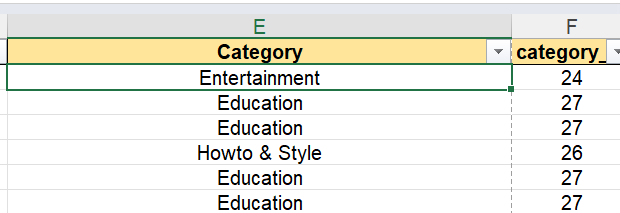 E F
Category category_
Entertainment 24
Education 27
Education 27
Howto & Style 26
Education 27
Education 27